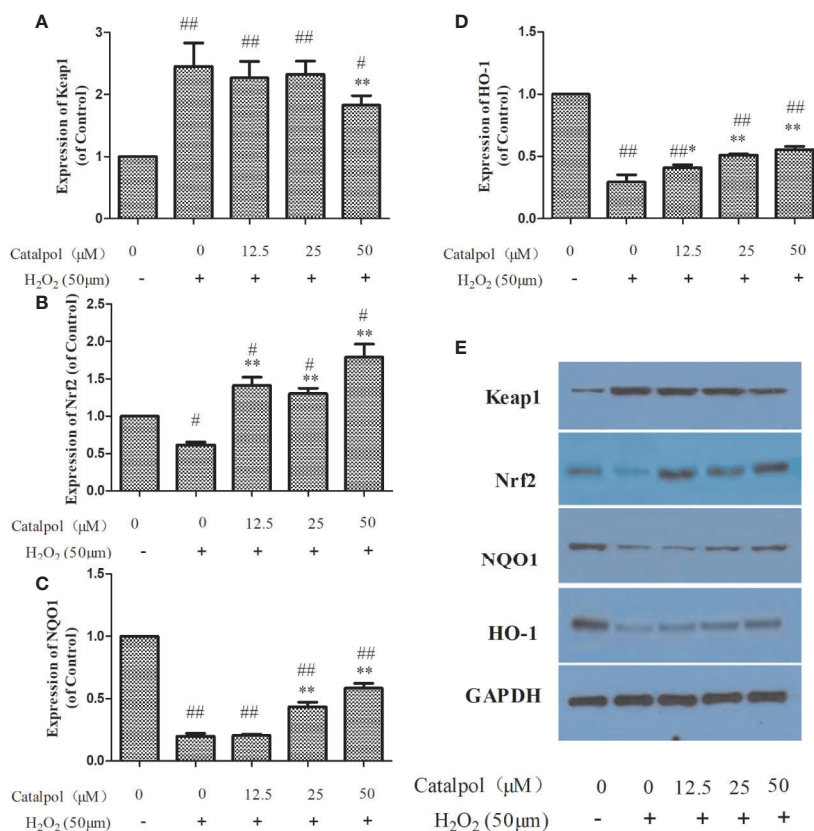 A
Expression of Keap1
(of Control)
3
2
1
0
##
##
##
#
**
Catalpol (μM) 0 0 12.5 25 50
H₂O₂ (50μm) - + + + +
B
Expression of Nrf2 (of Control)
2.5
2.0
1.5
1.0
0.5
0.0
#
#
**
#
**
#
**
Catalpol (μM) 0 0 12.5 25 50
H₂O₂ (50μm) - + + + +
C
Expression of NQO1
(of Control)
1.5
1.0
0.5
0.0
##
##
##
**
##
**
Catalpol (μM) 0 0 12.5 25 50
H₂O₂ (50μm) - + + + +
D
Expression of HO-1
(of Control)
1.5
1.0
0.5
0.0
##
##*
##
**
##
**
Catalpol (μM) 0 0 12.5 25 50
H₂O₂ (50μm) - + + + +
E
Keap1
Nrf2
NQO1
HO-1
GAPDH
Catalpol (μM) 0 0 12.5 25 50
H₂O₂ (50μm) - + + + +